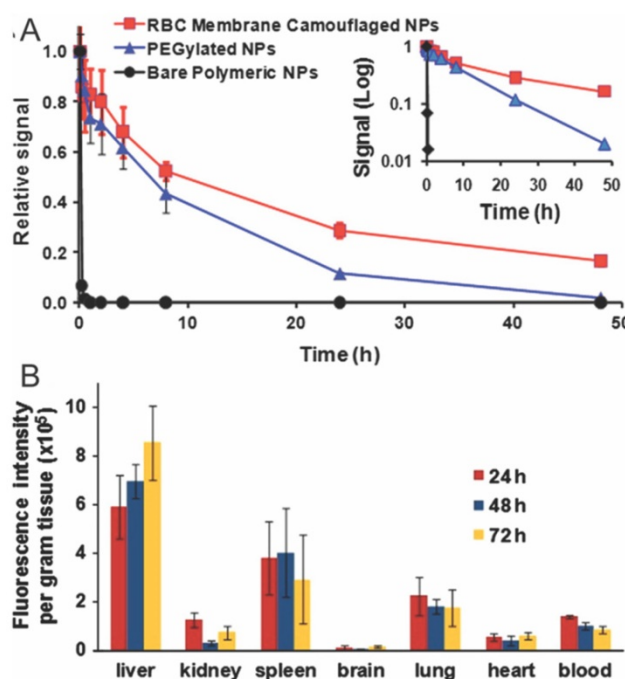 A
RBC Membrane Camouflaged NPs
PEGylated NPs
Bare Polymeric NPs
Relative signal
1.0
0.8
0.6
0.4
0.2
0.0
0 10 20 30 40 50
Time (h)
Signal (Log)
1
0.1
0.01
0 10 20 30 40 50
Time (h)
B
Fluorescence intensity
per gram tissue (x10⁵)
10
8
6
4
2
0
24 h
48 h
72 h
liver kidney spleen brain lung heart blood